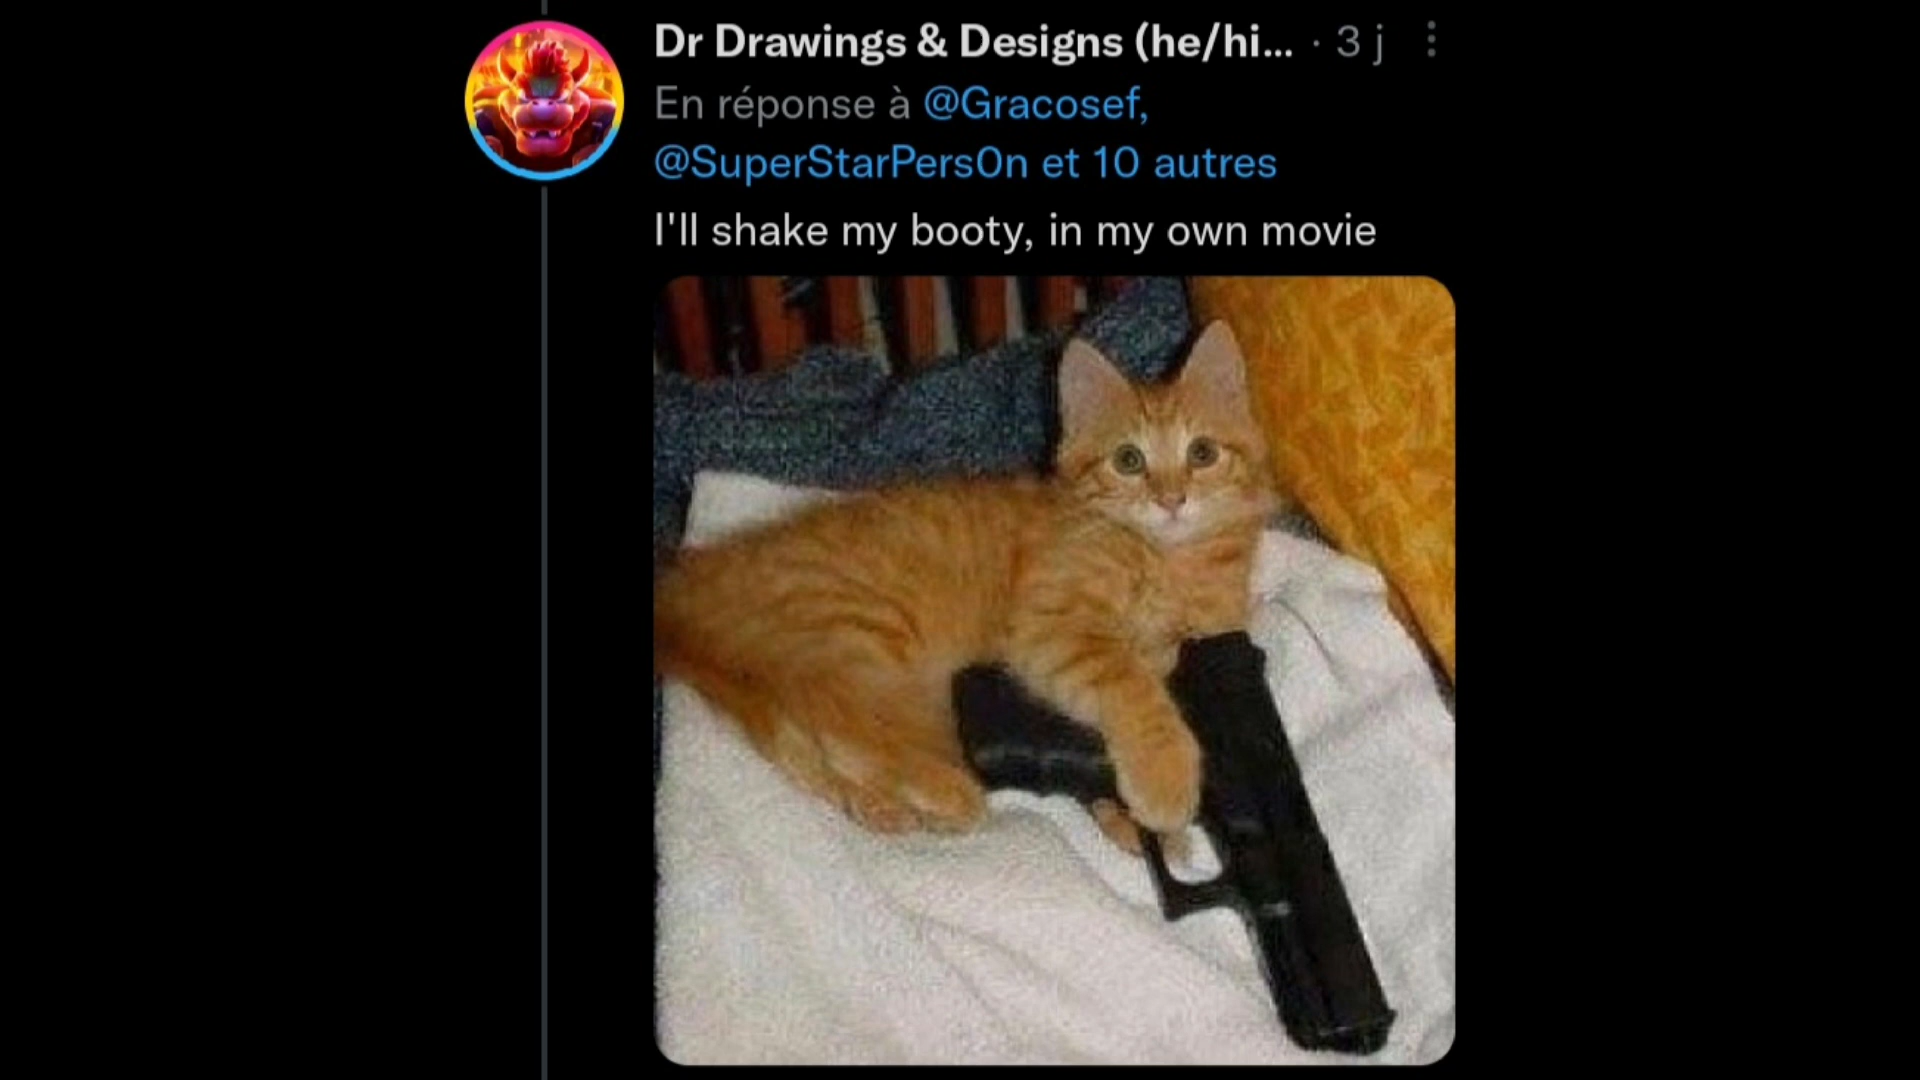 Dr Drawings & Designs (he/hi... · 3 j
En réponse à @Gracosef,
@SuperStarPers0n et 10 autres
I'll shake my booty, in my own movie